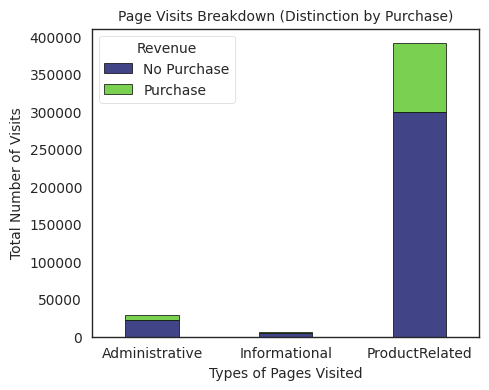 Page Visits Breakdown (Distinction by Purchase)
Revenue
No Purchase
Purchase
Total Number of Visits
400000
350000
300000
250000
200000
150000
100000
50000
0
Administrative
Informational
ProductRelated
Types of Pages Visited